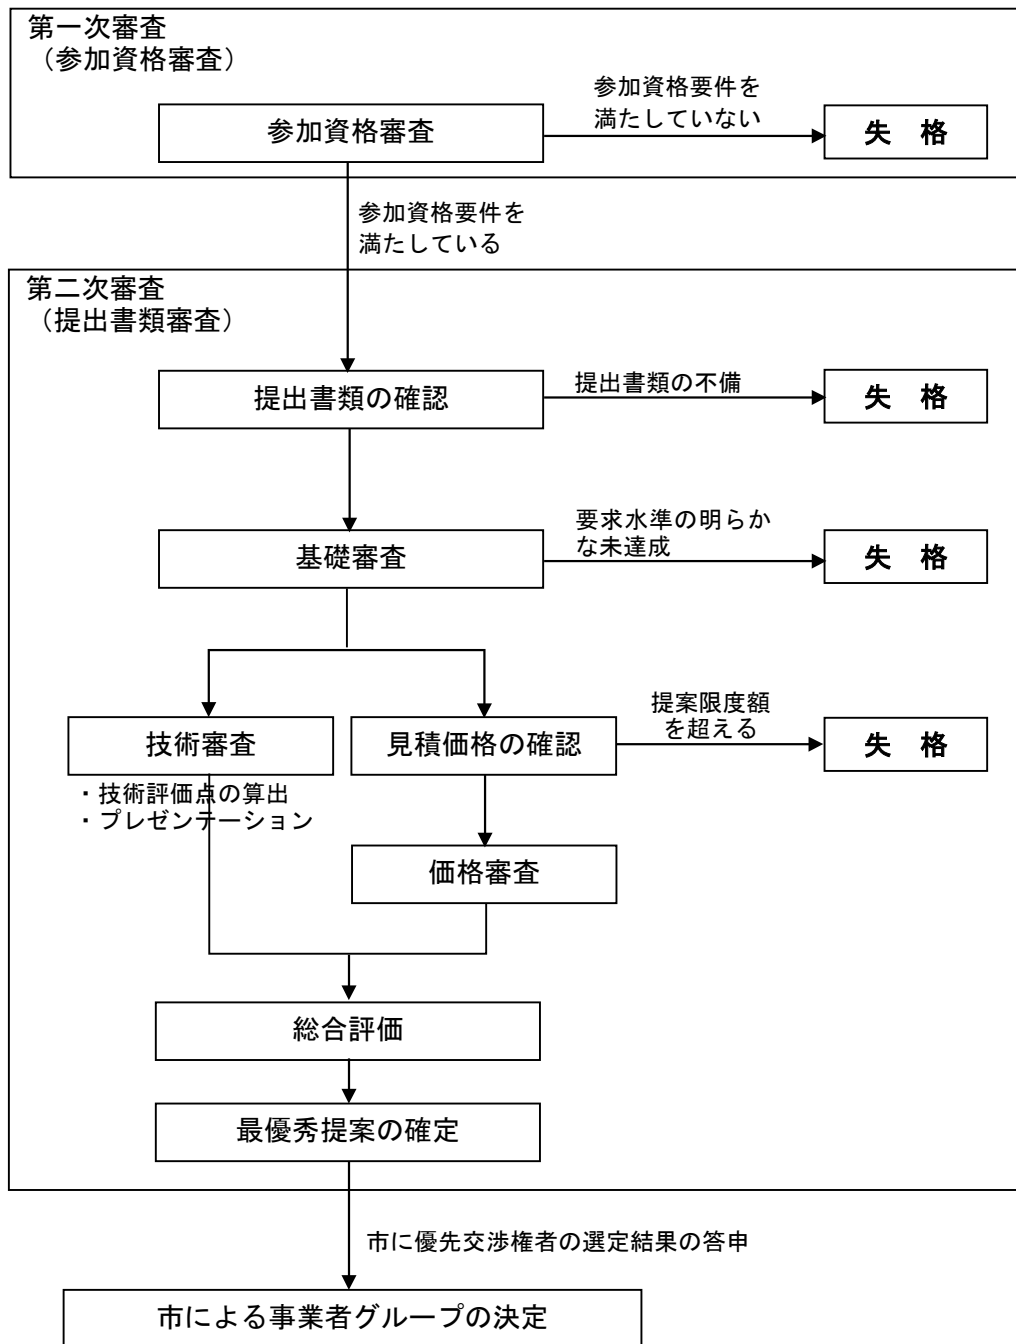 第一次審査
（参加資格審査）
参加資格要件を
満たしていない
参加資格審査
失　格
参加資格要件を
満たしている
第二次審査
（提出書類審査）
提出書類の確認
提出書類の不備
失　格
要求水準の明らか
な未達成
基礎審査
失　格
提案限度額
を超える
技術審査
見積価格の確認
失　格
・技術評価点の算出
・プレゼンテーション
価格審査
総合評価
最優秀提案の確定
市に優先交渉権者の選定結果の答申
市による事業者グループの決定